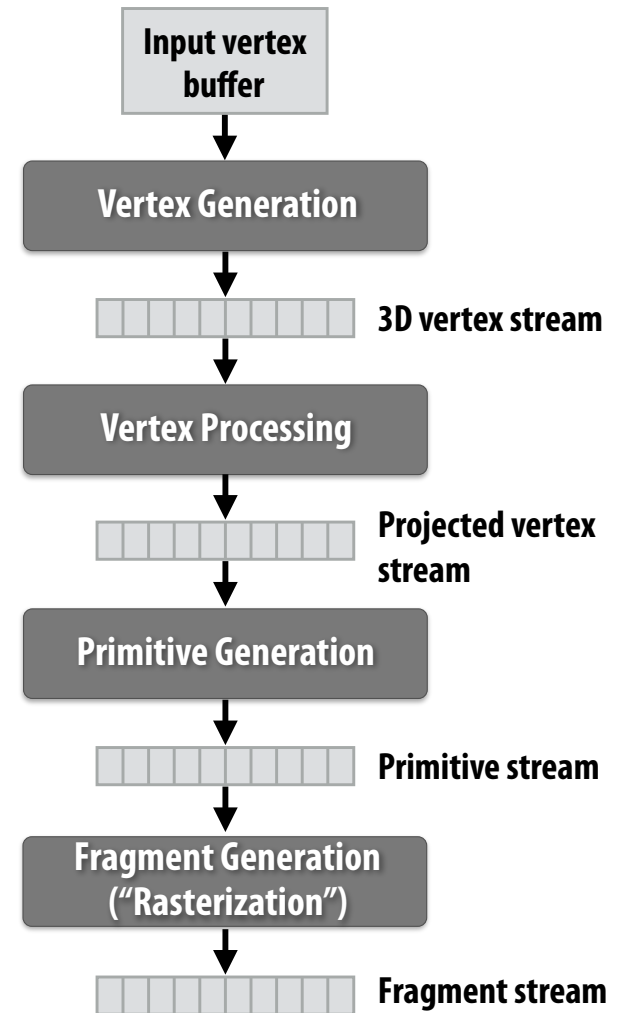 Input vertex
buffer
Vertex Generation
3D vertex stream
Vertex Processing
Projected vertex
stream
Primitive Generation
Primitive stream
Fragment Generation
(“Rasterization”)
Fragment stream